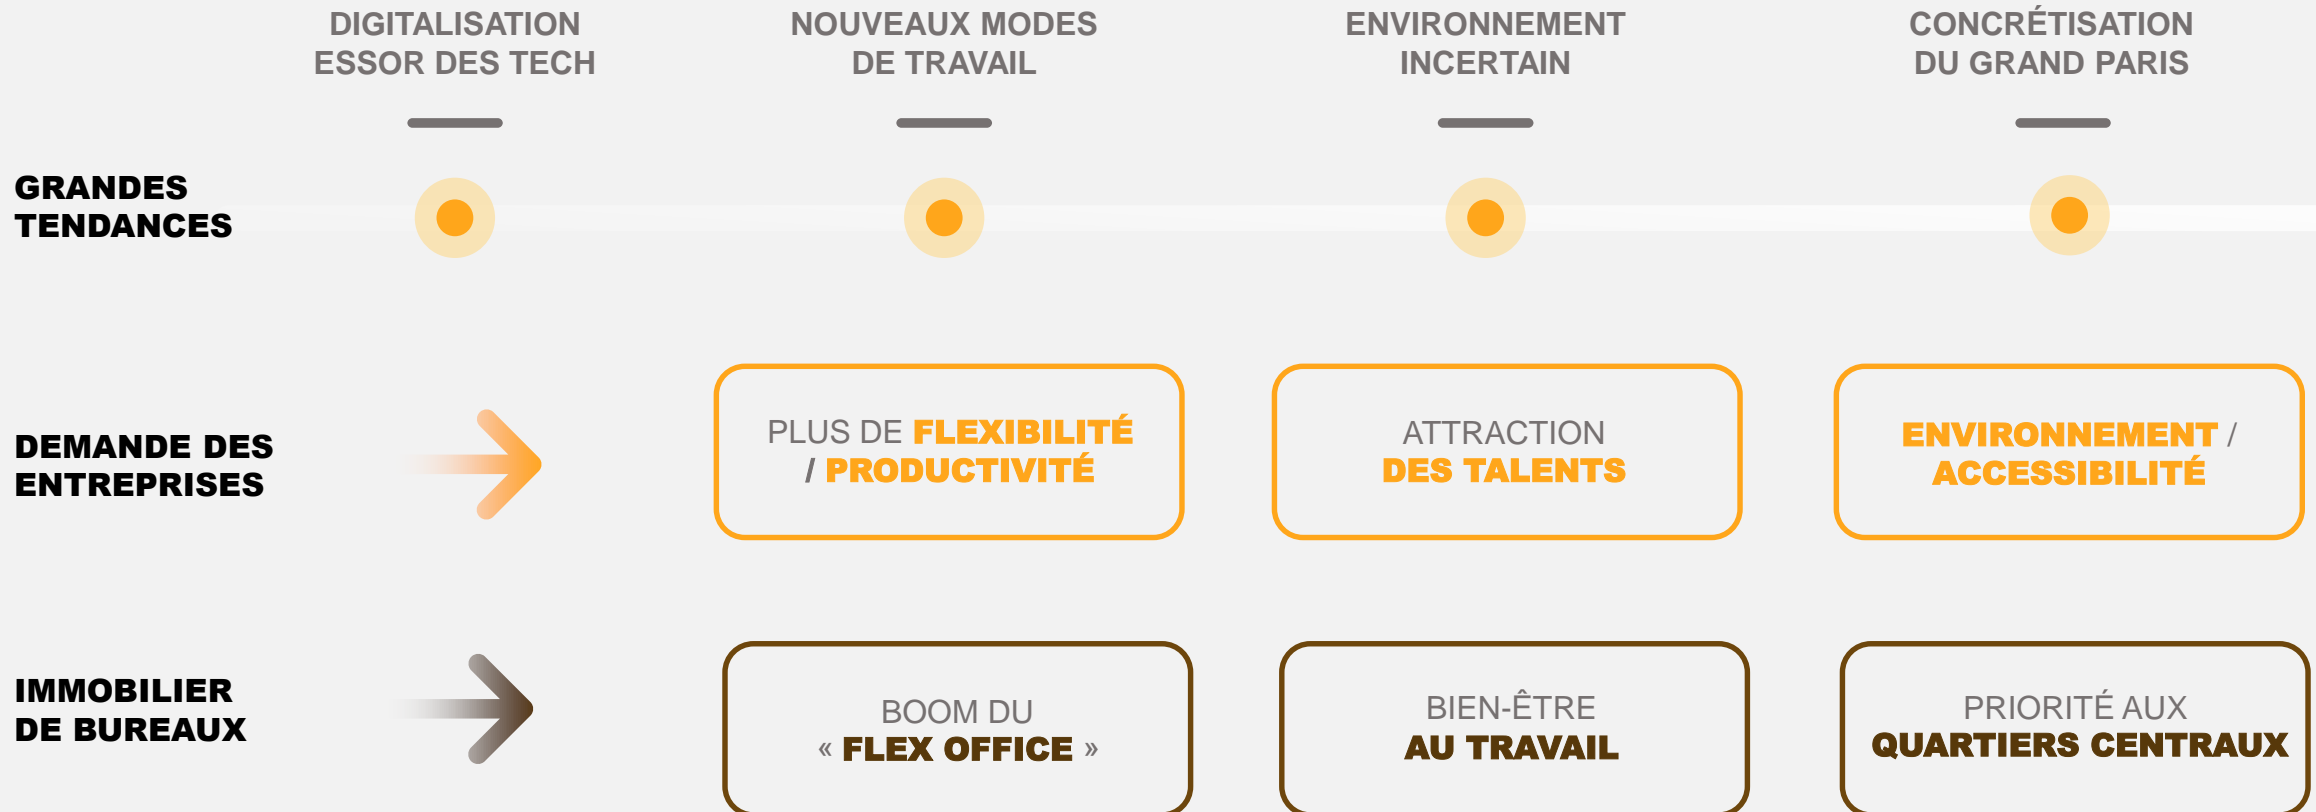 DIGITALISATION
ESSOR DES TECH
NOUVEAUX MODES
DE TRAVAIL
ENVIRONNEMENT
INCERTAIN
CONCRÉTISATION
DU GRAND PARIS
GRANDES
TENDANCES
DEMANDE DES
ENTREPRISES
PLUS DE FLEXIBILITÉ
/ PRODUCTIVITÉ
ATTRACTION
DES TALENTS
ENVIRONNEMENT /
ACCESSIBILITÉ
IMMOBILIER
DE BUREAUX
BOOM DU
« FLEX OFFICE »
BIEN-ÊTRE
AU TRAVAIL
PRIORITÉ AUX
QUARTIERS CENTRAUX